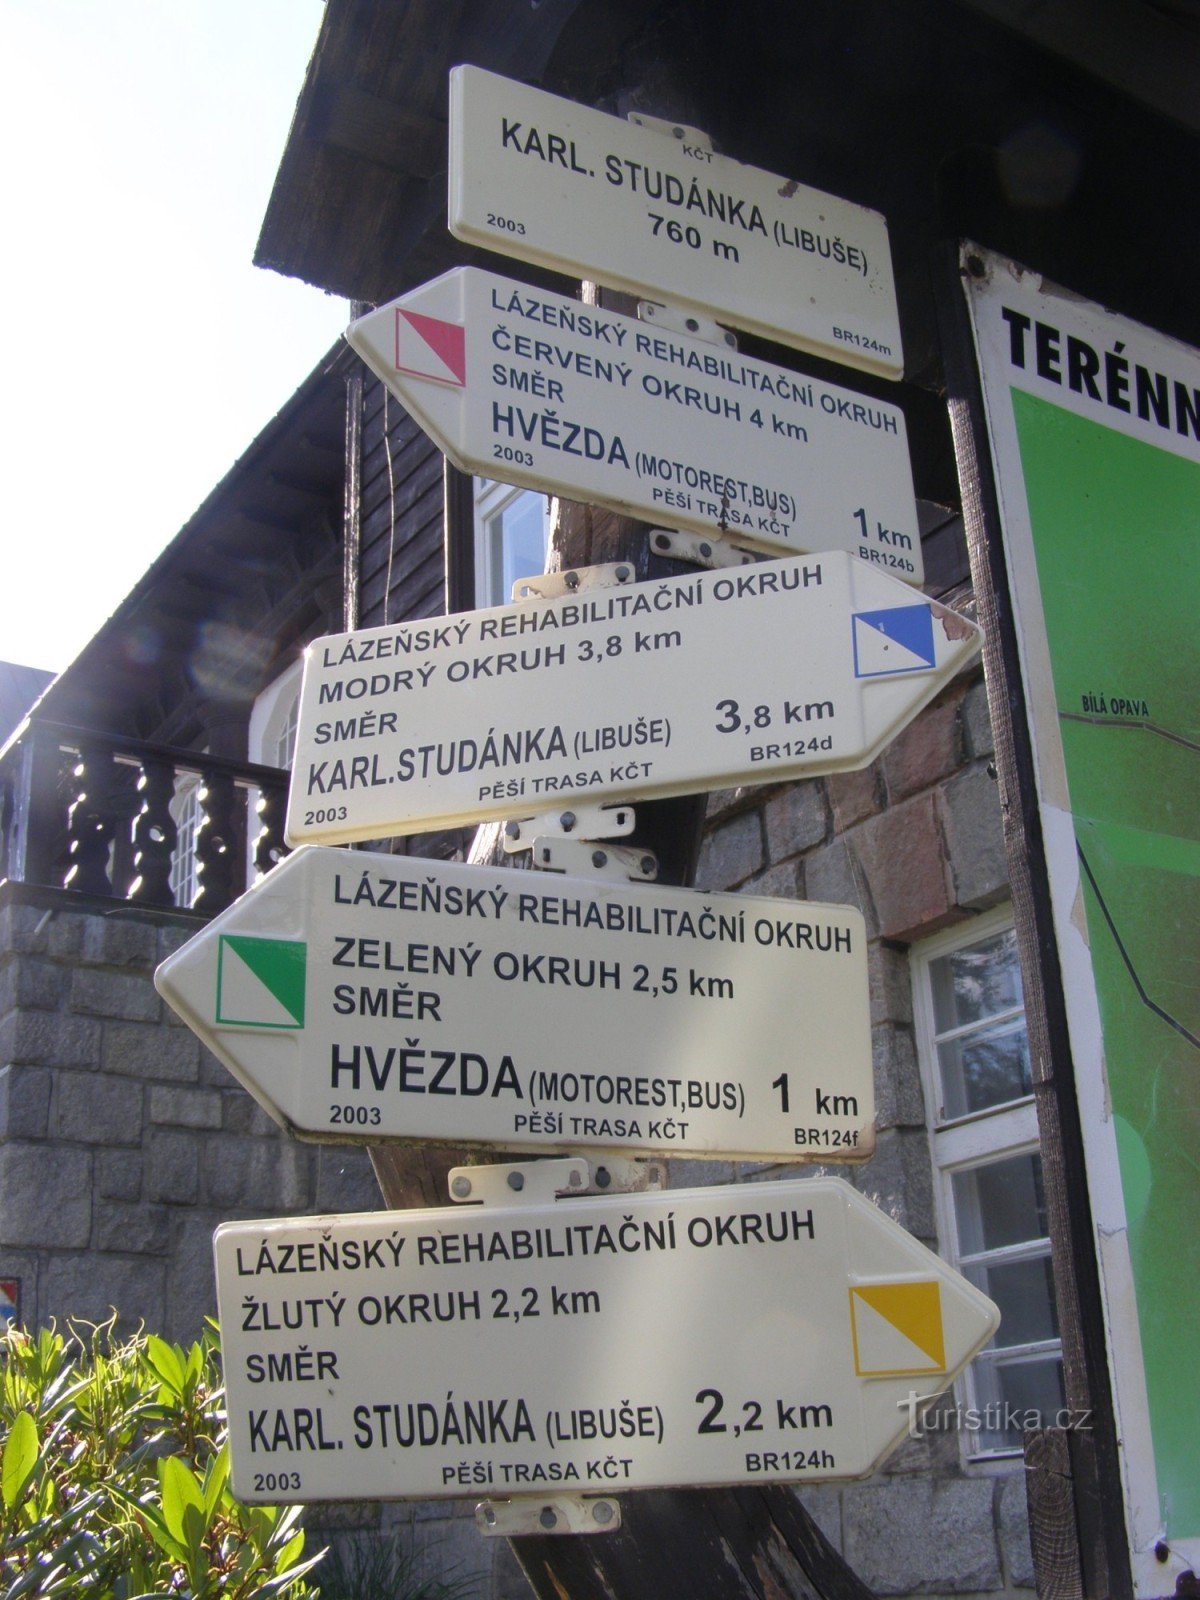 KČT
KARL. STUDÁNKA (LIBUŠE)
760 m
2003
BR124m
LÁZEŇSKÝ REHABILITAČNÍ OKRUH
ČERVENÝ OKRUH 4 km
SMĚR
HVĚZDA (MOTOREST,BUS) 1 km
2003 PĚŠÍ TRASA KČT BR124b
LÁZEŇSKÝ REHABILITAČNÍ OKRUH
MODRÝ OKRUH 3,8 km
SMĚR
KARL.STUDÁNKA (LIBUŠE) 3,8 km
2003 PĚŠÍ TRASA KČT BR124d
LÁZEŇSKÝ REHABILITAČNÍ OKRUH
ZELENÝ OKRUH 2,5 km
SMĚR
HVĚZDA (MOTOREST,BUS) 1 km
2003 PĚŠÍ TRASA KČT BR124f
LÁZEŇSKÝ REHABILITAČNÍ OKRUH
ŽLUTÝ OKRUH 2,2 km
SMĚR
KARL. STUDÁNKA (LIBUŠE) 2,2 km
2003 PĚŠÍ TRASA KČT BR124h
TERÉNN
BÍLÁ OPAVA
Turistika.cz